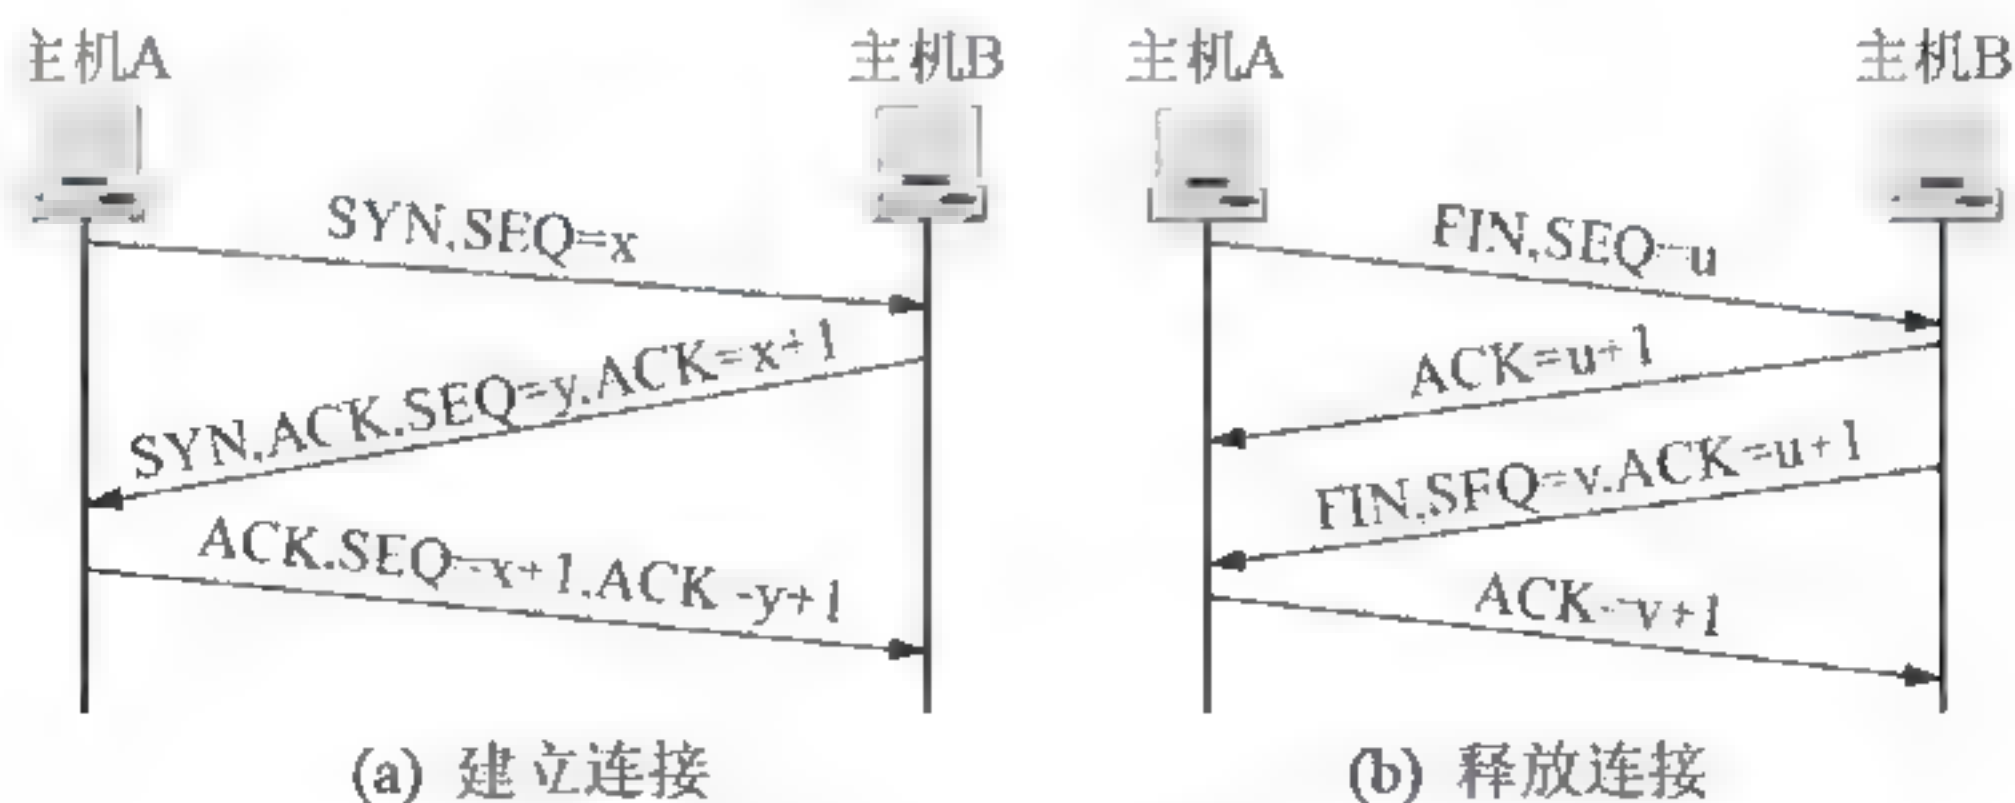 主机A
主机B
SYN,SEQ=x
SYN,ACK,SEQ=y,ACK=x+1
ACK,SEQ=x+1,ACK=y+1
(a) 建立连接
主机A
主机B
FIN,SEQ=u
ACK=u+1
FIN,SEQ=v,ACK=u+1
ACK=v+1
(b) 释放连接